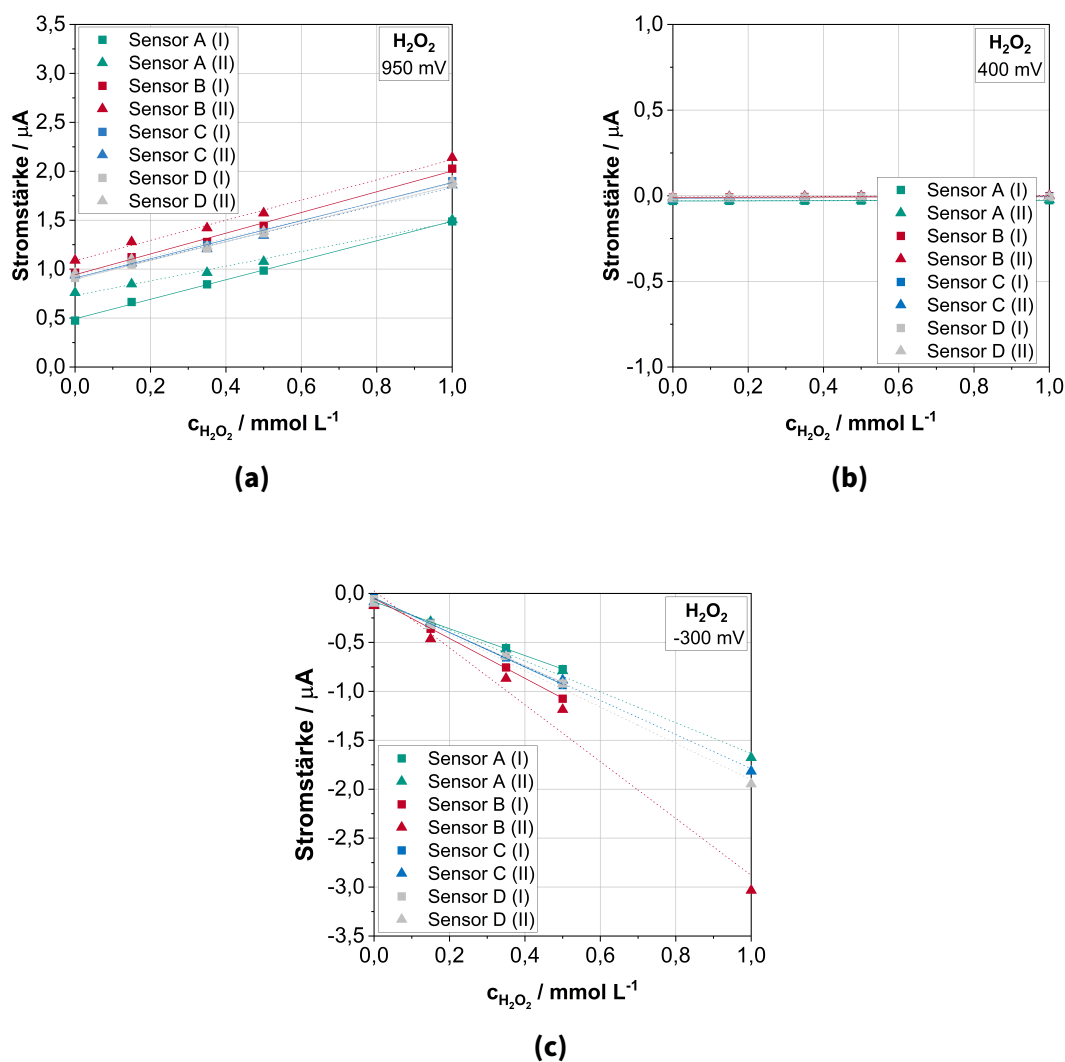 Stromstärke / µA
3,5
3,0
2,5
2,0
1,5
1,0
0,5
0,0
Sensor A (I)
Sensor A (II)
Sensor B (I)
Sensor B (II)
Sensor C (I)
Sensor C (II)
Sensor D (I)
Sensor D (II)
H₂O₂
950 mV
0,0 0,2 0,4 0,6 0,8 1,0
c_H₂O₂ / mmol L⁻¹
(a)
Stromstärke / µA
1,0
0,5
0,0
-0,5
-1,0
H₂O₂
400 mV
Sensor A (I)
Sensor A (II)
Sensor B (I)
Sensor B (II)
Sensor C (I)
Sensor C (II)
Sensor D (I)
Sensor D (II)
0,0 0,2 0,4 0,6 0,8 1,0
c_H₂O₂ / mmol L⁻¹
(b)
Stromstärke / µA
0,0
-0,5
-1,0
-1,5
-2,0
-2,5
-3,0
-3,5
H₂O₂
-300 mV
Sensor A (I)
Sensor A (II)
Sensor B (I)
Sensor B (II)
Sensor C (I)
Sensor C (II)
Sensor D (I)
Sensor D (II)
0,0 0,2 0,4 0,6 0,8 1,0
c_H₂O₂ / mmol L⁻¹
(c)